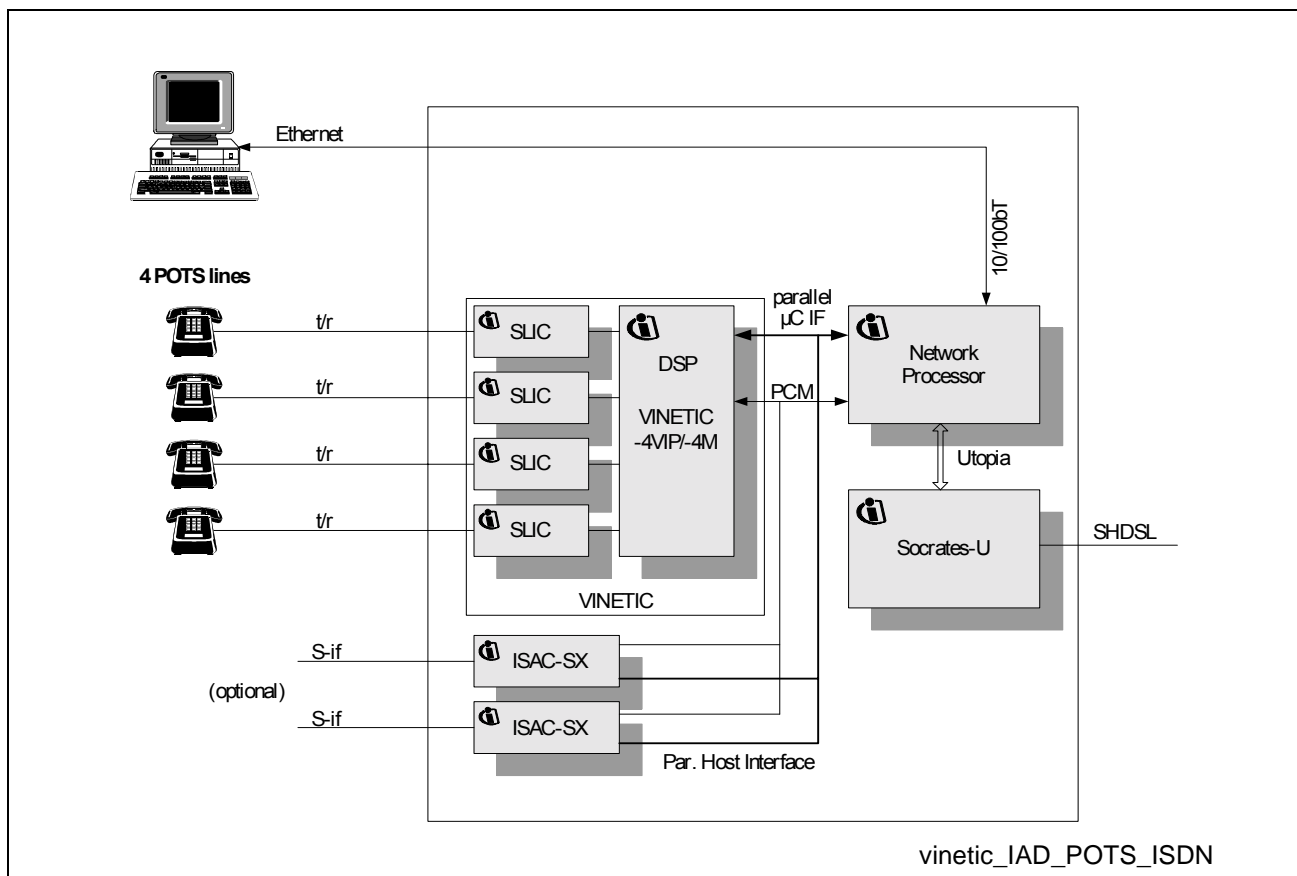 Ethernet
10/100bT
4 POTS lines
t/r
SLIC
t/r
SLIC
t/r
SLIC
t/r
SLIC
DSP
VINETIC
-4VIP/-4M
VINETIC
parallel
µC IF
PCM
Network
Processor
Utopia
Socrates-U
SHDSL
S-if
ISAC-SX
(optional)
S-if
ISAC-SX
Par. Host Interface
vinetic_IAD_POTS_ISDN